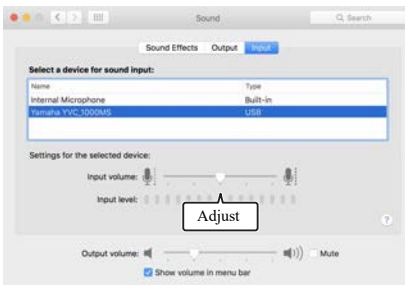 Sound
Search
Sound Effects Output Input
Select a device for sound input:
Name Type
Internal Microphone Built-in
Yamaha YVC_1000MS USB
Settings for the selected device:
Input volume:
Input level:
Adjust
?
Output volume: Mute
Show volume in menu bar